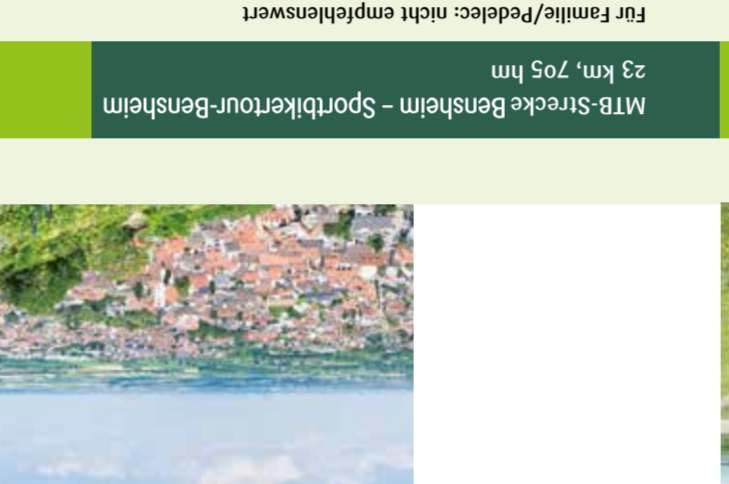 MTB-Strecke Bensheim – Sportbikertour-Bensheim
23 km, 705 hm
Für Familie/Pedelec: nicht empfehlenswert